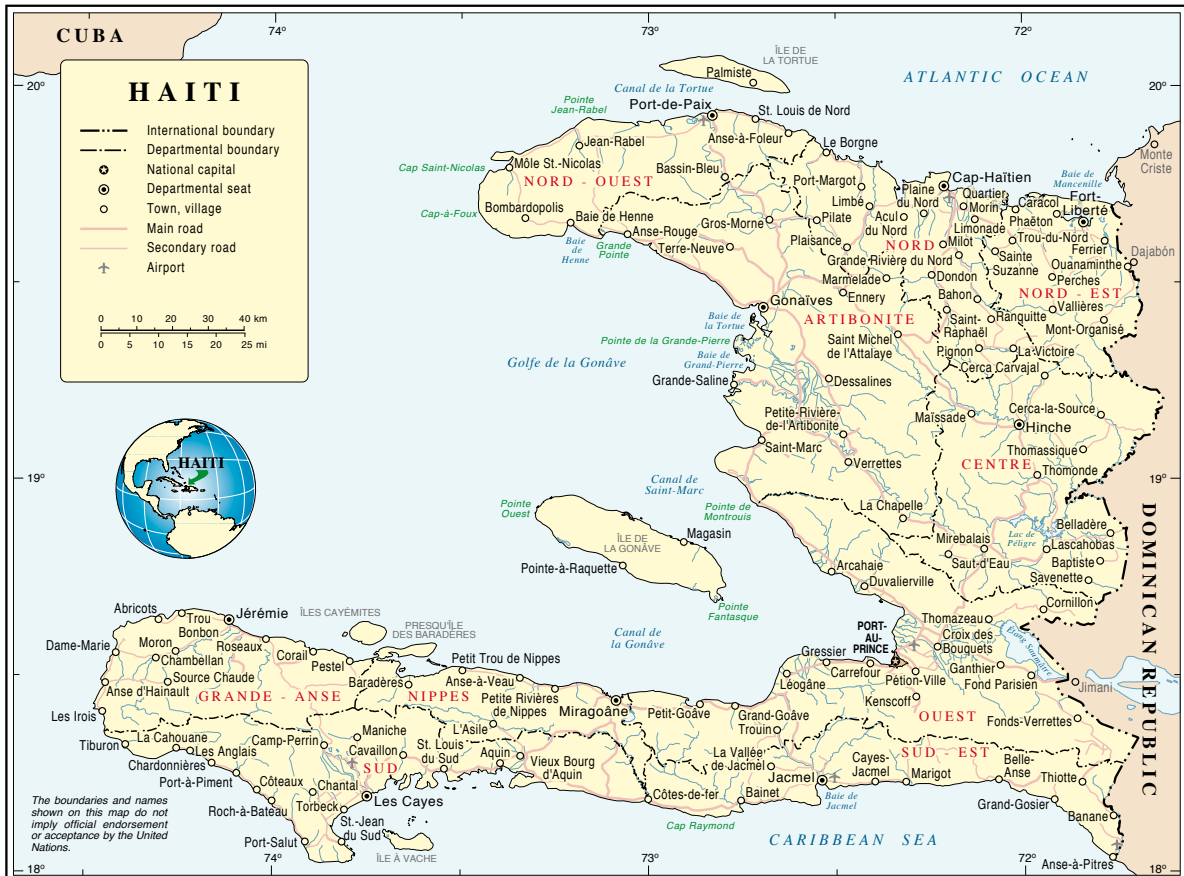 CUBA
74º
73º
72º
HAITI
International boundary
Departmental boundary
National capital
Departmental seat
Town, village
Main road
Secondary road
Airport
0 10 20 30 40 km
0 5 10 15 20 25 mi
20º
20º
ÎLE DE
LA TORTUE
Palmiste
ATLANTIC OCEAN
Canal de la Tortue
Pointe
Jean-Rabel
Port-de-Paix
St. Louis de Nord
Jean-Rabel
Anse-à-Foleur
Le Borgne
Monte
Criste
Cap Saint-Nicolas
Môle St.-Nicolas
NORD - OUEST
Bassin-Bleu
Port-Margot
Plaine
du Nord
Cap-Haïtien
Quartier
Morin
Baie de
Mancenille
Caracol
Fort-
Liberté
Limbé
Cap-à-Foux
Bombardopolis
Baie de Henne
Gros-Morne
Pilate
Acul du
Nord
Limonade
Phaëton
Baie
de
Henne
Anse-Rouge
Grande
Pointe
Terre-Neuve
Plaisance
NORD
Milot
Trou-du-Nord
Ferrier
Grande Rivière du Nord
Sainte
Suzanne
Ouanaminthe
Dajabón
Marmelade
Dondon
Perches
Ennery
Bahon
NORD - EST
Gonaïves
Vallières
ARTIBONITE
Saint-
Raphaël
Ranquitte
Mont-Organisé
Baie de
la Tortue
Pointe de la Grande-Pierre
Saint Michel
de l'Attalaye
Golfe de la Gonâve
Baie de
Grand-Pierre
Pignon
La Victoire
Cerca Carvajal
Grande-Saline
Dessalines
Petite-Rivière-
de-l'Artibonite
Maïssade
Cerca-la-Source
Hinche
HAITI
Saint-Marc
Thomassique
Verrettes
CENTRE
Thomonde
19º
19º
Canal de
Saint-Marc
Pointe
Ouest
Pointe de
Montrouis
La Chapelle
DOMINICAN REPUBLIC
ÎLE DE
LA GONÂVE
Magasin
Lac de
Péligre
Belladère
Mirebalais
Lascahobas
Pointe-à-Raquette
Saut-d'Eau
Baptiste
Arcahaie
Savenette
Duvalierville
Pointe
Fantasque
Cornillon
Abricots
Trou
Bonbon
Jérémie
ÎLES CAYÉMITES
Thomazeau
Roseaux
PRESQU'ÎLE
DES BARADÈRES
Canal de
la Gonâve
PORT-
AU-
PRINCE
Croix des
Bouquets
Étang Saumâtre
Dame-Marie
Moron
Chambellan
Corail
Pestel
Petit Trou de Nippes
Gressier
Ganthier
Source Chaude
Baradères
Anse-à-Veau
Léogâne
Carrefour
Pétion-Ville
Fond Parisien
Jimani
Anse d'Hainault
GRANDE - ANSE
NIPPES
Petite Rivières
de Nippes
Miragoâne
Kenscoff
Les Irois
Petit-Goâve
Grand-Goâve
OUEST
Fonds-Verrettes
L'Asile
Trouin
Tiburon
La Cahouane
Les Anglais
Camp-Perrin
Maniche
Cavaillon
St. Louis
du Sud
Aquin
Vieux Bourg
d'Aquin
La Vallée
de Jacmel
SUD - EST
Chardonnières
SUD
Jacmel
Cayes-
Jacmel
Marigot
Belle-
Anse
Thiotte
Port-à-Piment
Côteaux
Chantal
Les Cayes
Côtes-de-fer
Bainet
Baie de
Jacmel
Grand-Gosier
Roch-à-Bateau
Torbeck
St.-Jean
du Sud
Cap Raymond
Banane
Port-Salut
ÎLE À VACHE
CARIBBEAN SEA
Anse-à-Pitres
The boundaries and names
shown on this map do not
imply official endorsement
or acceptance by the United
Nations.
18º
18º
74º
73º
72º